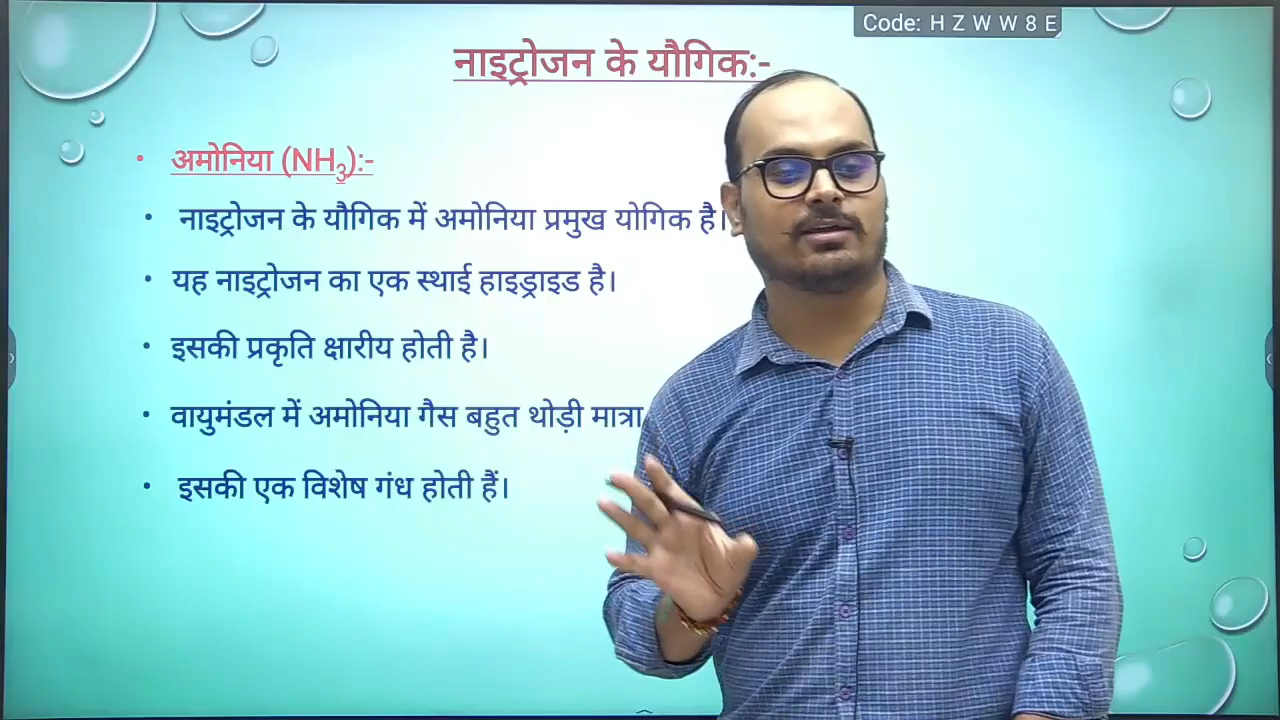 Code: H Z W W 8 E
नाइट्रोजन के यौगिक:-
• अमोनिया (NH3):-
• नाइट्रोजन के यौगिक में अमोनिया प्रमुख योगिक है।
• यह नाइट्रोजन का एक स्थाई हाइड्राइड है।
• इसकी प्रकृति क्षारीय होती है।
• वायुमंडल में अमोनिया गैस बहुत थोड़ी मात्रा
• इसकी एक विशेष गंध होती हैं।